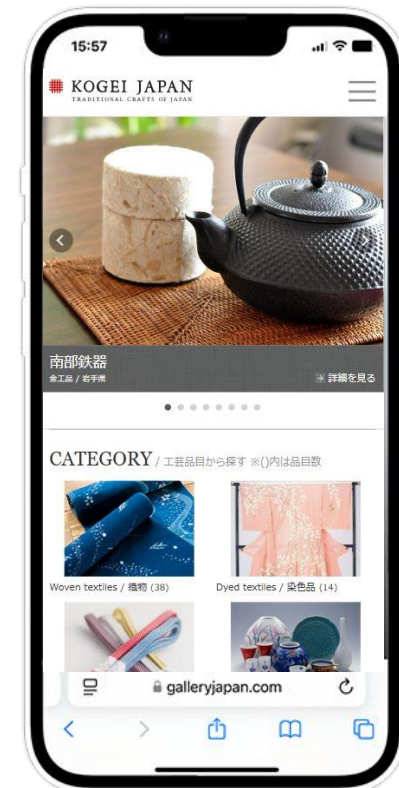 15:57
KOGEI JAPAN
TRADITIONAL CRAFTS OF JAPAN
南部鉄器
金工品 / 岩手県
詳細を見る
CATEGORY / 工芸品目から探す ※()内は品目数
Woven textiles / 織物 (38)
Dyed textiles / 染色品 (14)
galleryjapan.com